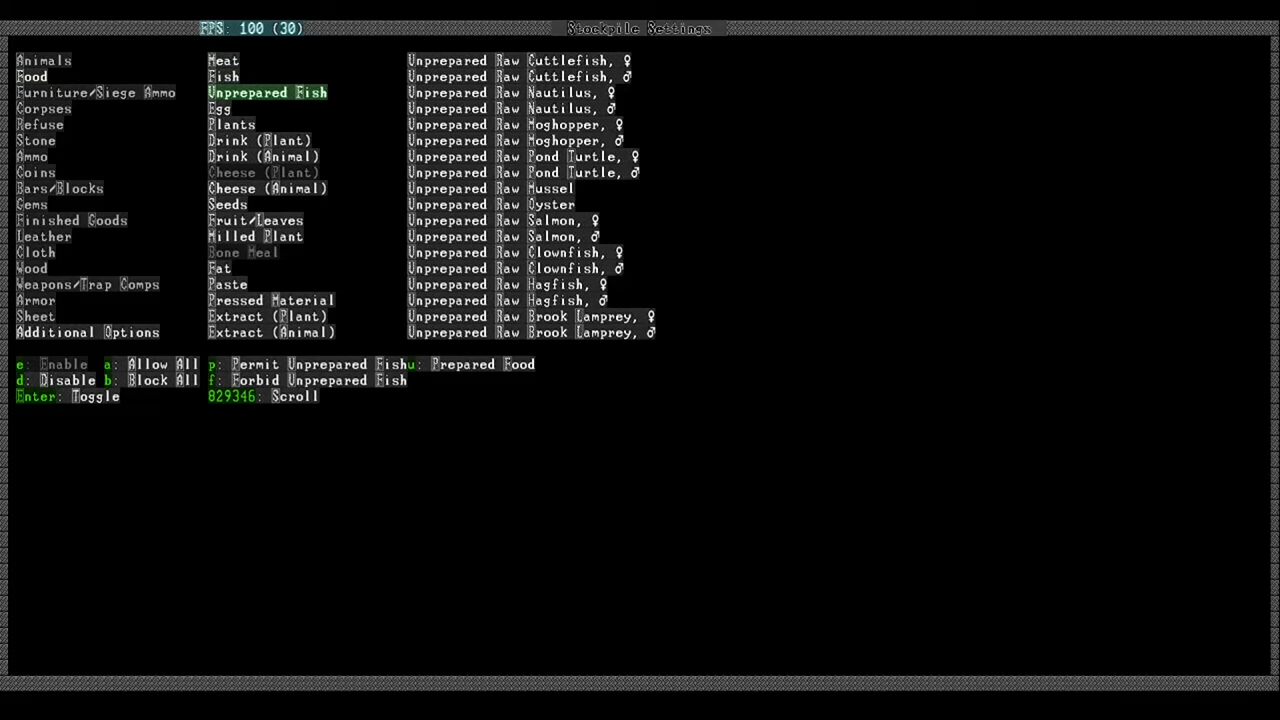 FPS: 100 (30) Stockpile Settings
Animals Meat Unprepared Raw Cuttlefish, ♀
Food Fish Unprepared Raw Cuttlefish, ♂
Furniture/Siege Ammo Unprepared Fish Unprepared Raw Nautilus, ♀
Corpses Egg Unprepared Raw Nautilus, ♂
Refuse Plants Unprepared Raw Moghopper, ♀
Stone Drink (Plant) Unprepared Raw Moghopper, ♂
Ammo Drink (Animal) Unprepared Raw Pond Turtle, ♀
Coins Cheese (Plant) Unprepared Raw Pond Turtle, ♂
Bars/Blocks Cheese (Animal) Unprepared Raw Mussel
Gems Seeds Unprepared Raw Oyster
Finished Goods Fruit/Leaves Unprepared Raw Salmon, ♀
Leather Milled Plant Unprepared Raw Salmon, ♂
Cloth Bone Meal Unprepared Raw Clownfish, ♀
Wood Fat Unprepared Raw Clownfish, ♂
Weapons/Trap Comps Paste Unprepared Raw Hagfish, ♀
Armor Pressed Material Unprepared Raw Hagfish, ♂
Sheet Extract (Plant) Unprepared Raw Brook Lamprey, ♀
Additional Options Extract (Animal) Unprepared Raw Brook Lamprey, ♂
e: Enable a: Allow All p: Permit Unprepared Fishu: Prepared Food
d: Disable b: Block All f: Forbid Unprepared Fish
Enter: Toggle 829346: Scroll